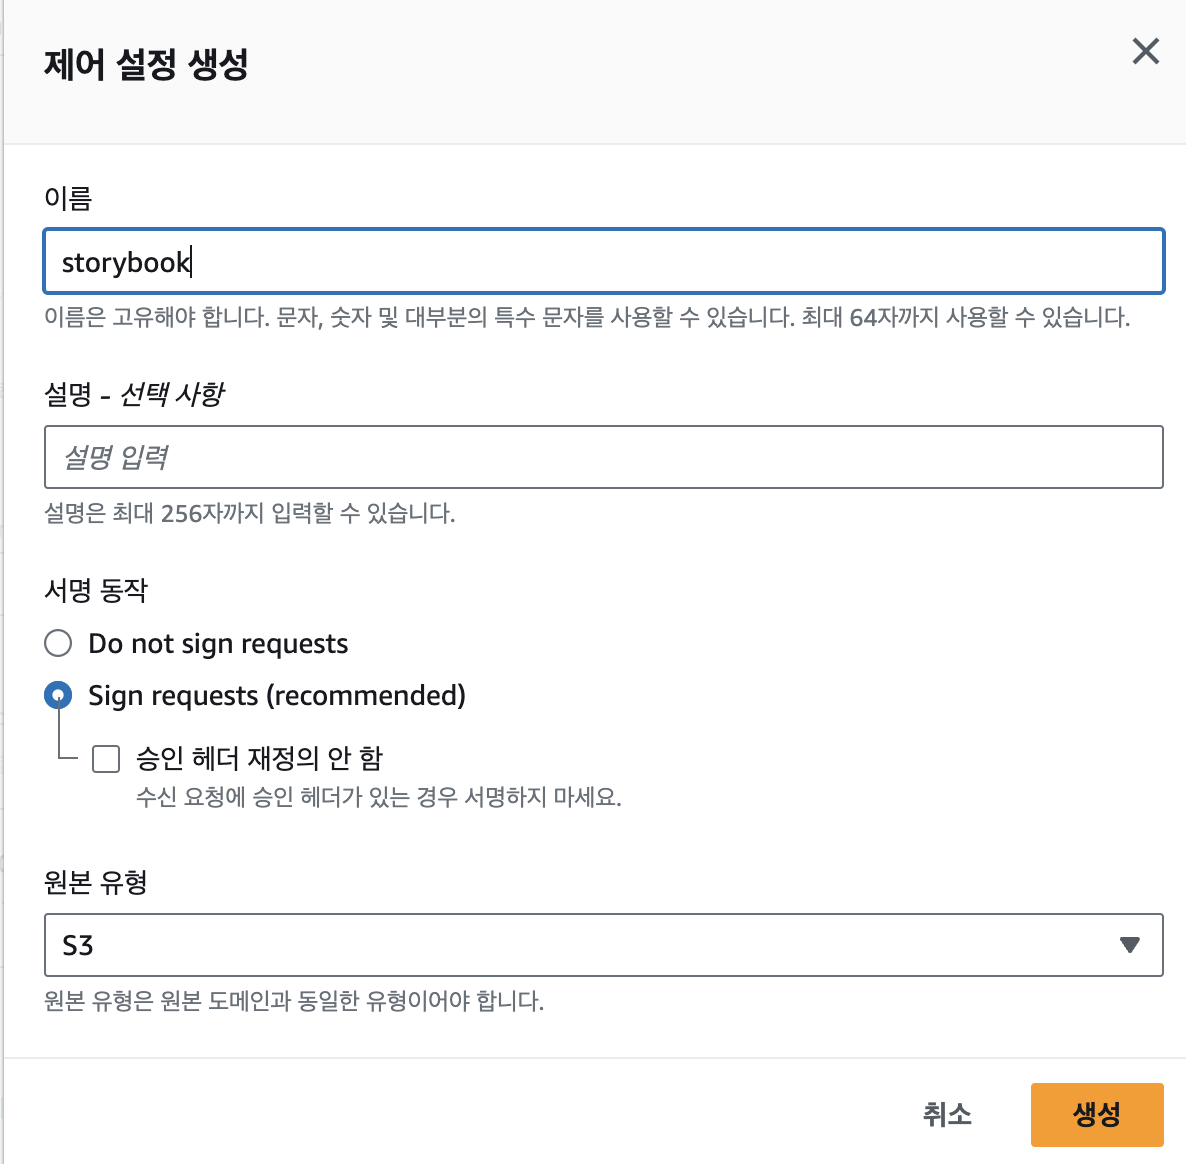 제어 설정 생성
이름
storybook
이름은 고유해야 합니다. 문자, 숫자 및 대부분의 특수 문자를 사용할 수 있습니다. 최대 64자까지 사용할 수 있습니다.
설명 - 선택 사항
설명 입력
설명은 최대 256자까지 입력할 수 있습니다.
서명 동작
Do not sign requests
Sign requests (recommended)
승인 헤더 재정의 안 함
수신 요청에 승인 헤더가 있는 경우 서명하지 마세요.
원본 유형
S3
원본 유형은 원본 도메인과 동일한 유형이어야 합니다.
취소
생성